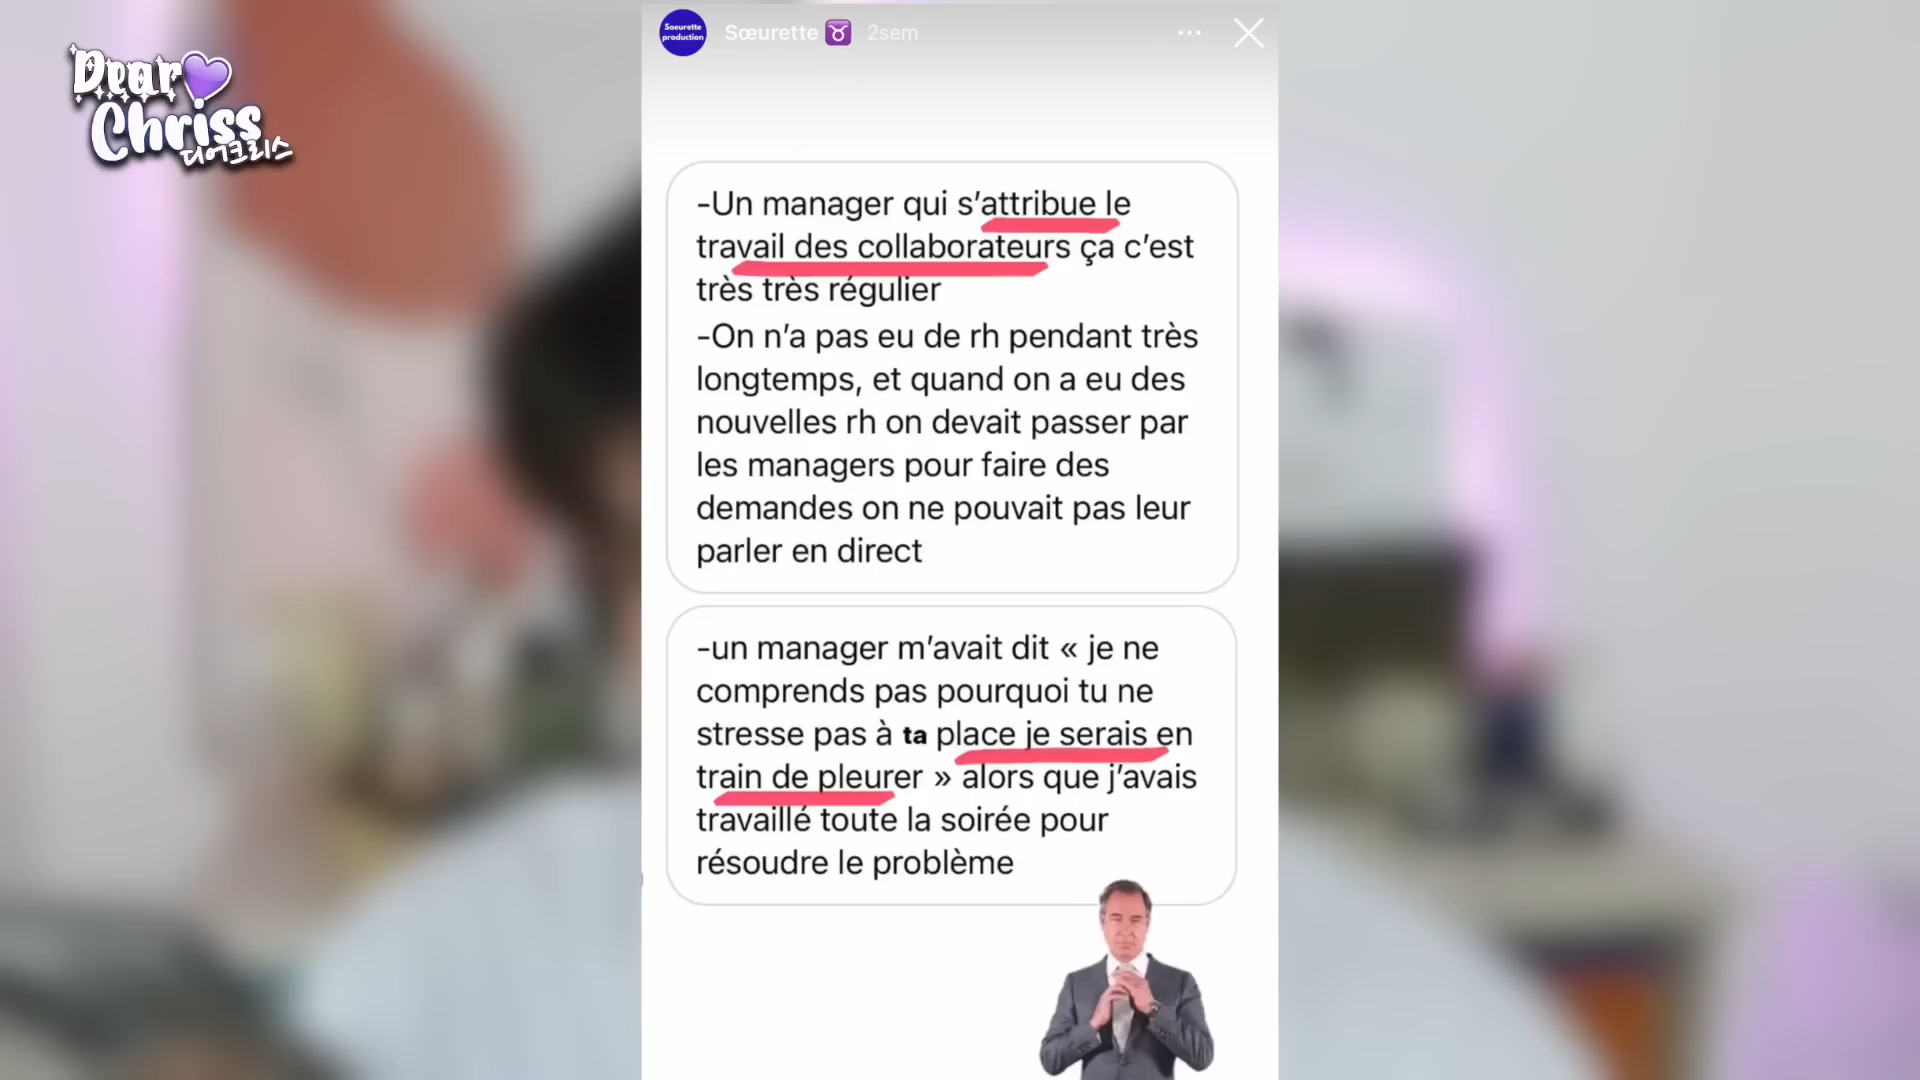 Dear
Chriss
디어크리스
Sœurette
production
Sœurette ♉ 2sem
-Un manager qui s’attribue le
travail des collaborateurs ça c’est
très très régulier
-On n’a pas eu de rh pendant très
longtemps, et quand on a eu des
nouvelles rh on devait passer par
les managers pour faire des
demandes on ne pouvait pas leur
parler en direct
-un manager m’avait dit « je ne
comprends pas pourquoi tu ne
stresse pas à ta place je serais en
train de pleurer » alors que j’avais
travaillé toute la soirée pour
résoudre le problème